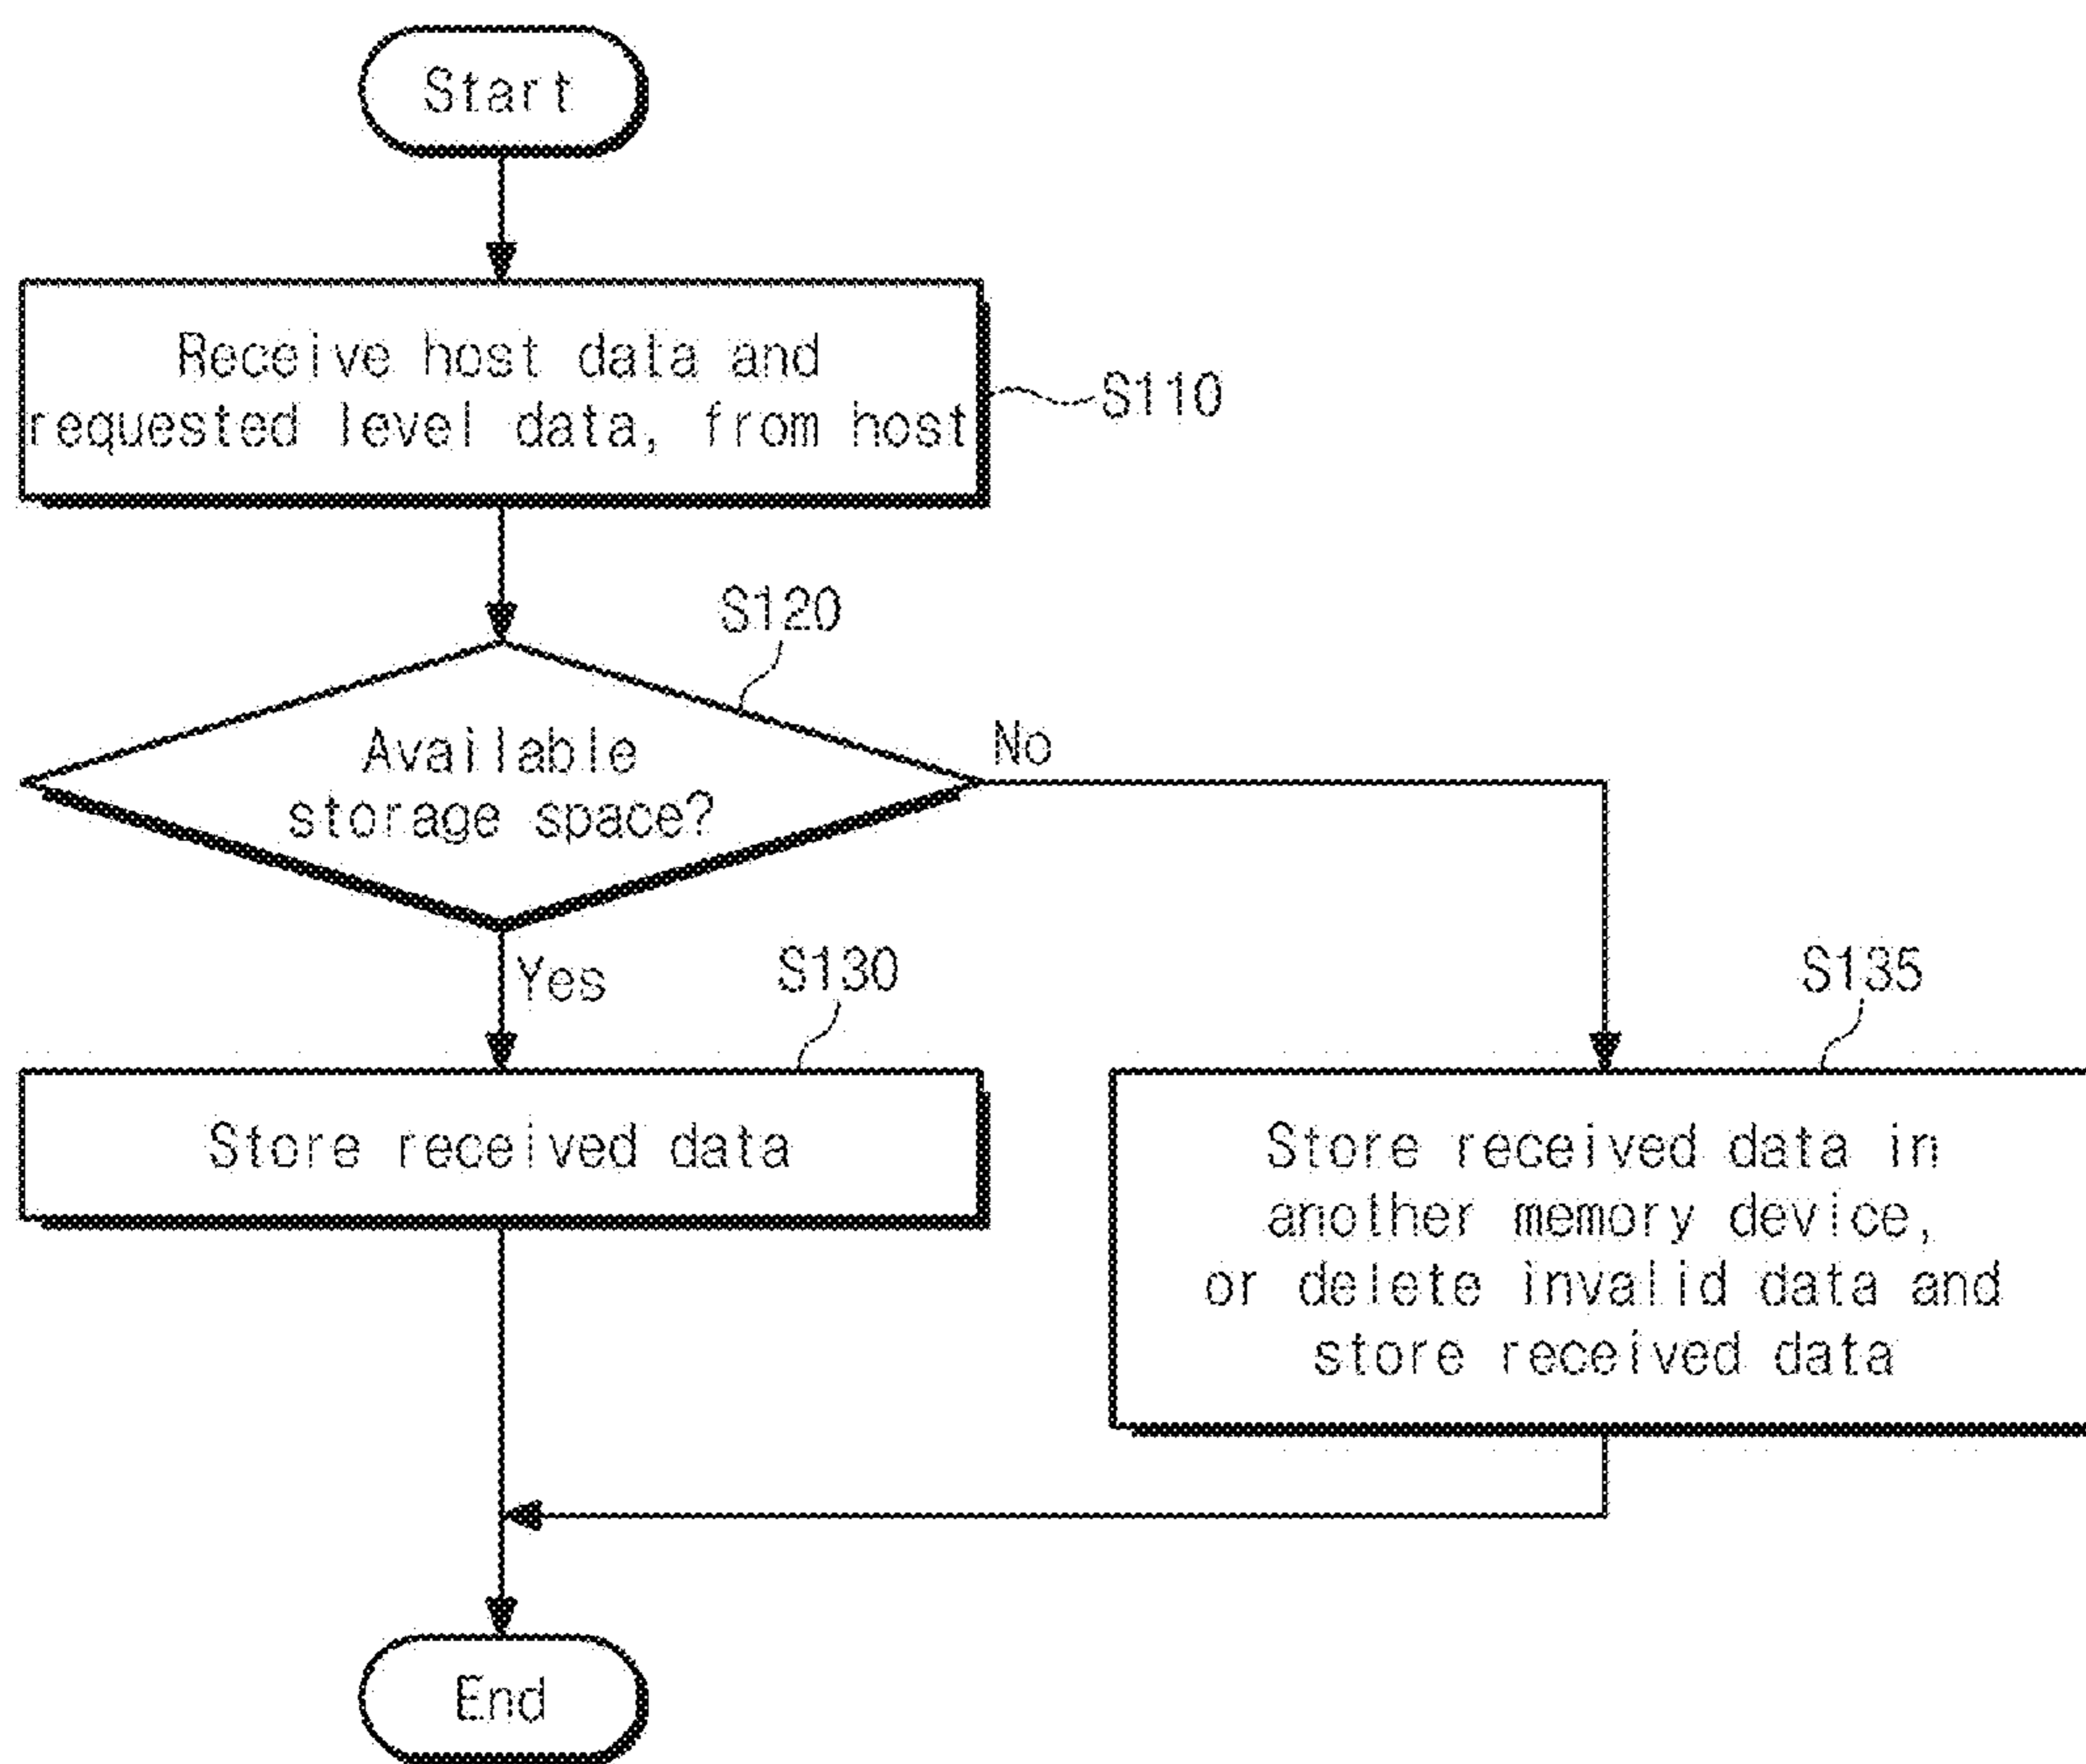 Start
Receive host data and
requested level data, from host
S110
S120
Available
storage space?
No
Yes
S130
S135
Store received data
Store received data in
another memory device,
or delete invalid data and
store received data
End